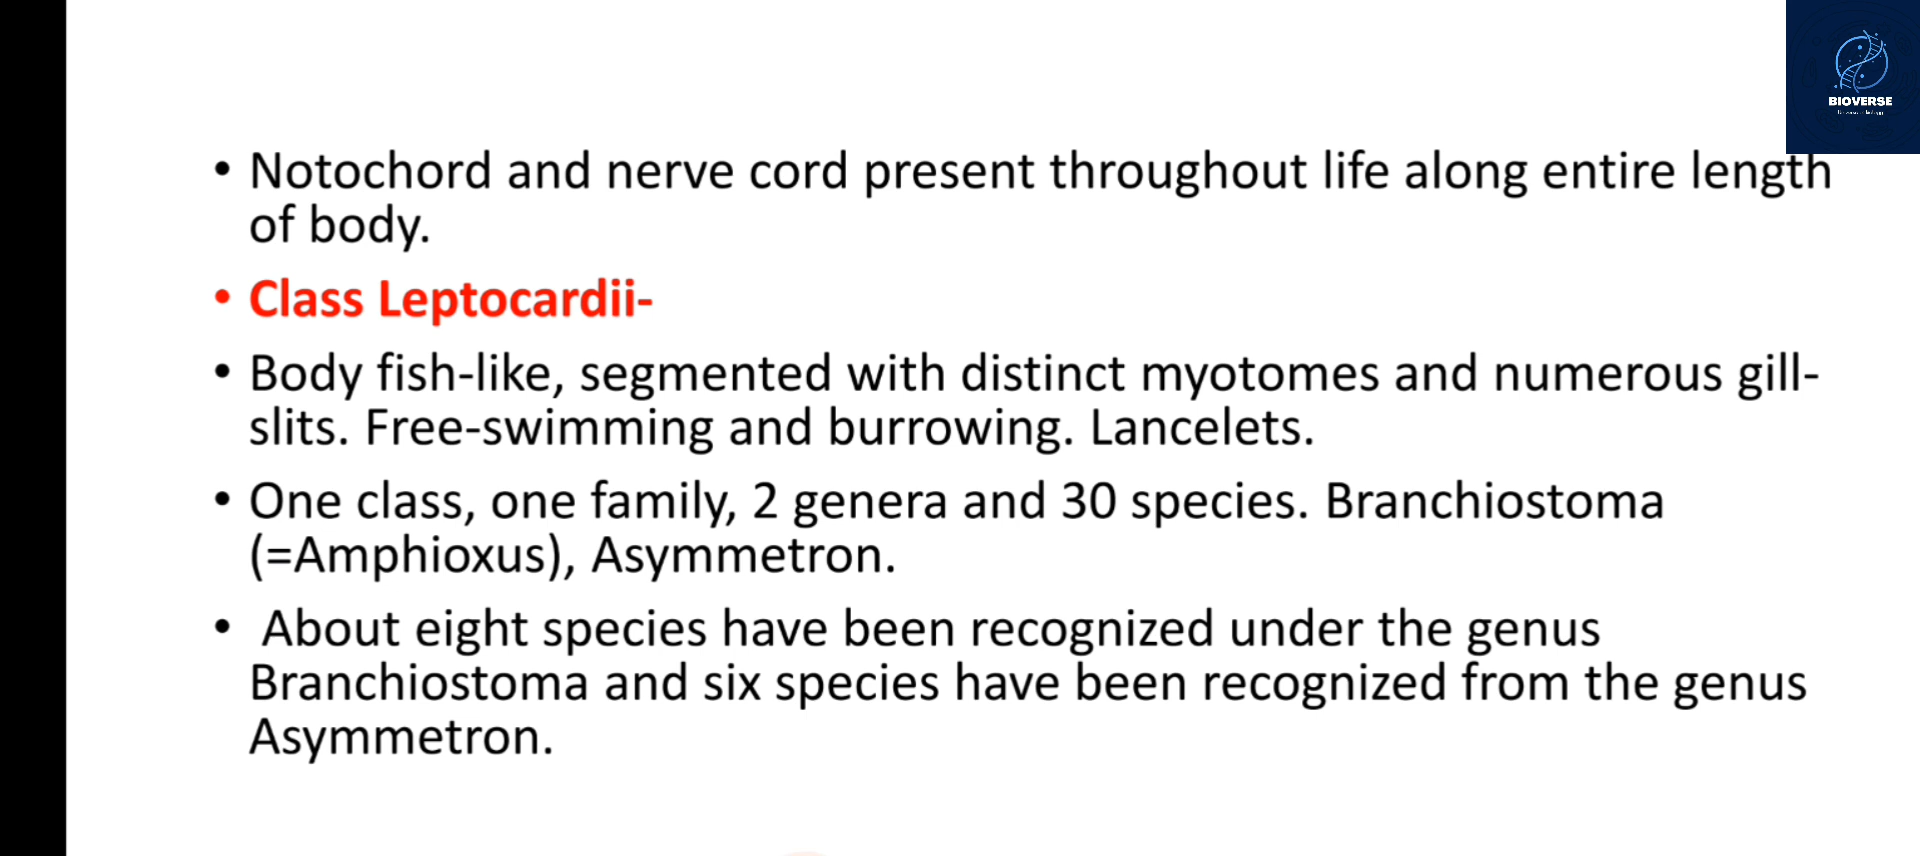 BIOVERSE
• Notochord and nerve cord present throughout life along entire length
of body.
• Class Leptocardii-
• Body fish-like, segmented with distinct myotomes and numerous gill-
slits. Free-swimming and burrowing. Lancelets.
• One class, one family, 2 genera and 30 species. Branchiostoma
(=Amphioxus), Asymmetron.
• About eight species have been recognized under the genus
Branchiostoma and six species have been recognized from the genus
Asymmetron.